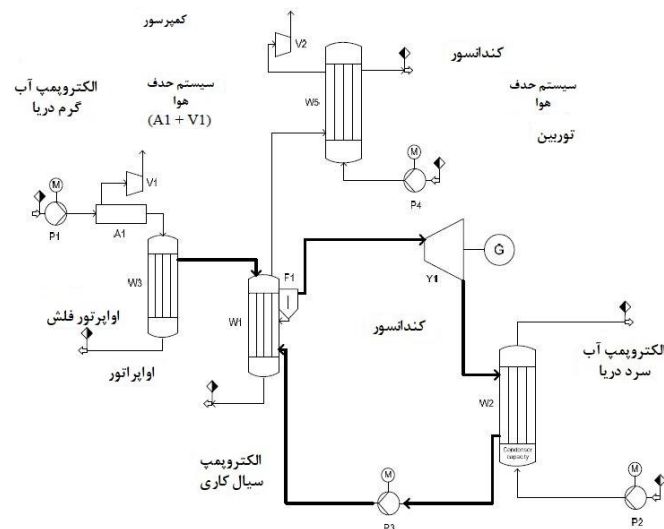 کمپرسور
V2
کندانسور
الکتروپمپ آب
گرم دریا
سیستم حذف
هوا
(A1 + V1)
W5
سیستم حذف
هوا
توربین
M
V1
M
P4
P1
A1
W3
F1
G
Y1
اواپرتور فلش
W1
کندانسور
الکتروپمپ آب
سرد دریا
اواپراتور
W2
الکتروپمپ
سیال کاری
Condenser
capacity
M
M
P3
P2